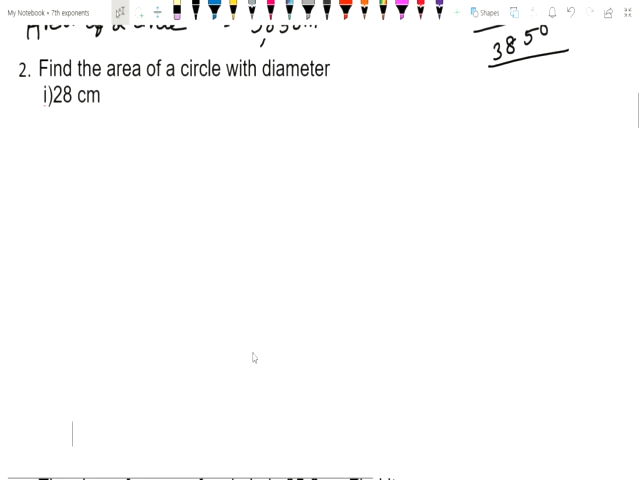 My Notebook » 7th exponents
Shapes
3850
2. Find the area of a circle with diameter
i)28 cm